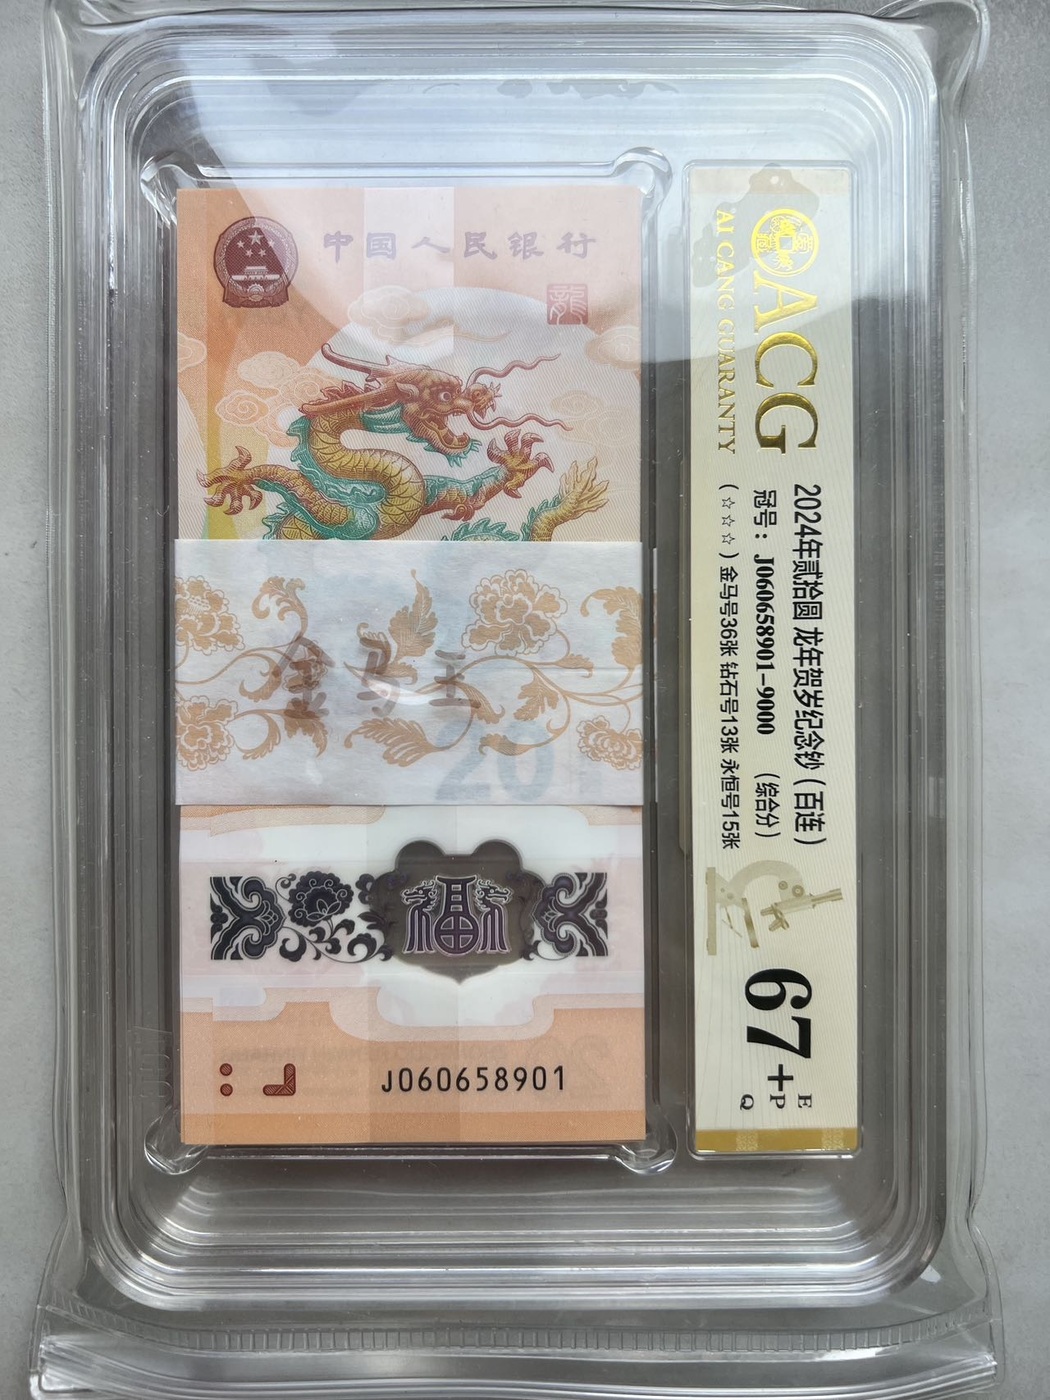 中国人民银行
龍
金马王
20
福
J060658901
ACG
AI CANG GUARANTY
2024年贰拾圆 龙年贺岁纪念钞（百连）
冠号：J060658901-9000 （综合分）
（☆☆☆）金马号36张 钻石号13张 永恒号15张
67+
E
P
Q